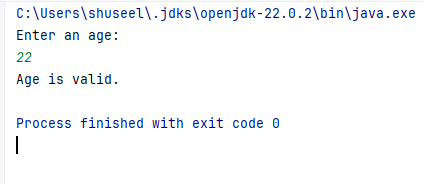 C:\Users\shuseel\.jdks\openjdk-22.0.2\bin\java.exe
Enter an age:
22
Age is valid.
Process finished with exit code 0